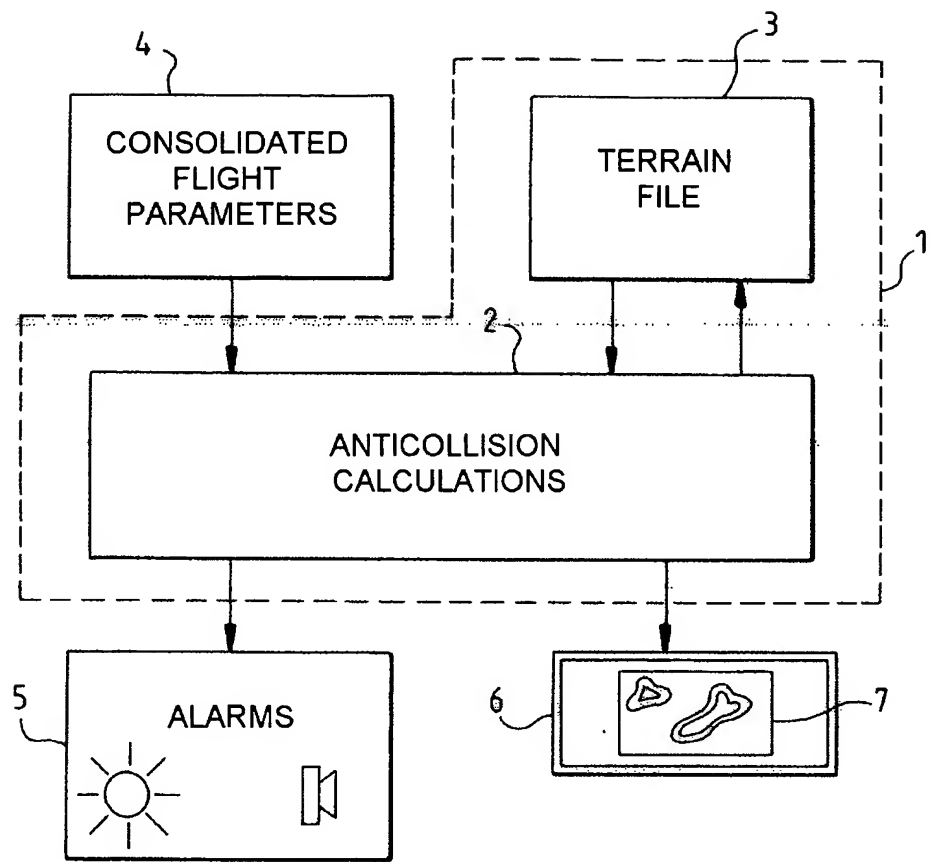 4
3
CONSOLIDATED
FLIGHT
PARAMETERS
TERRAIN
FILE
1
2
ANTICOLLISION
CALCULATIONS
5
ALARMS
6
7